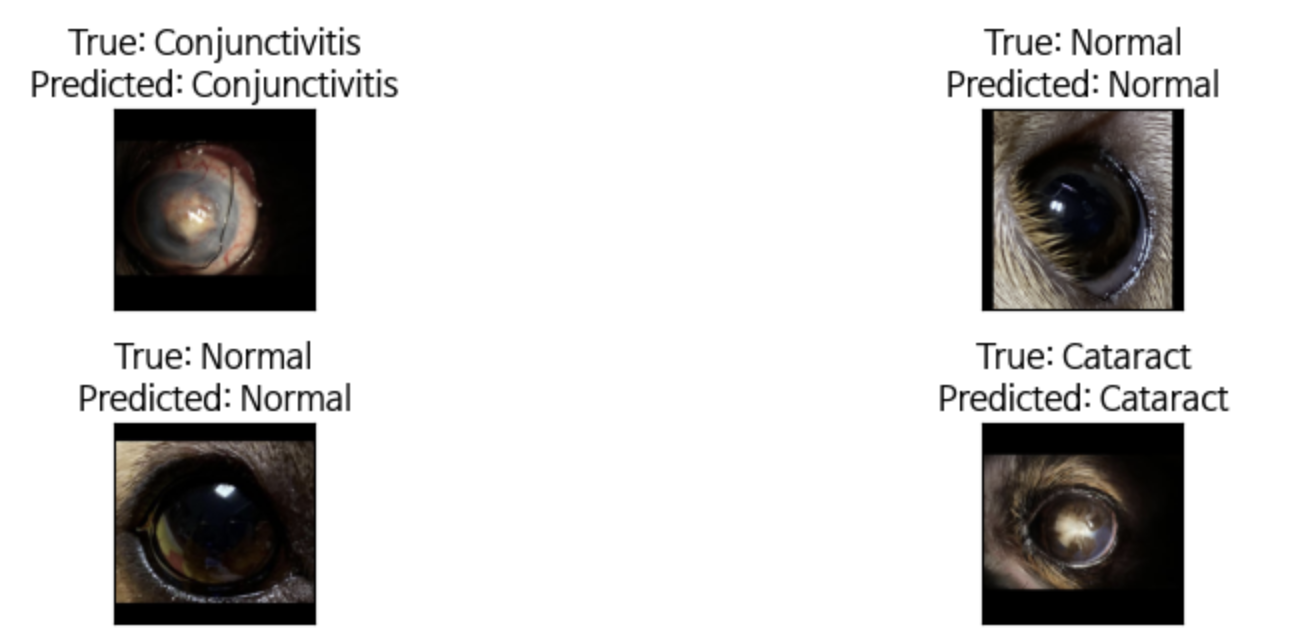 True: Conjunctivitis
Predicted: Conjunctivitis
True: Normal
Predicted: Normal
True: Normal
Predicted: Normal
True: Cataract
Predicted: Cataract